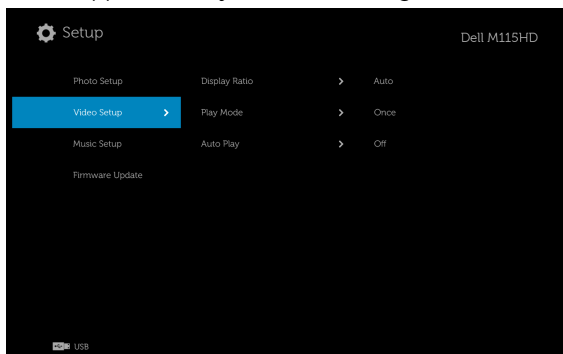 Setup
Dell M115HD
Photo Setup Display Ratio > Auto
Video Setup > Play Mode > Once
Music Setup Auto Play > Off
Firmware Update
USB